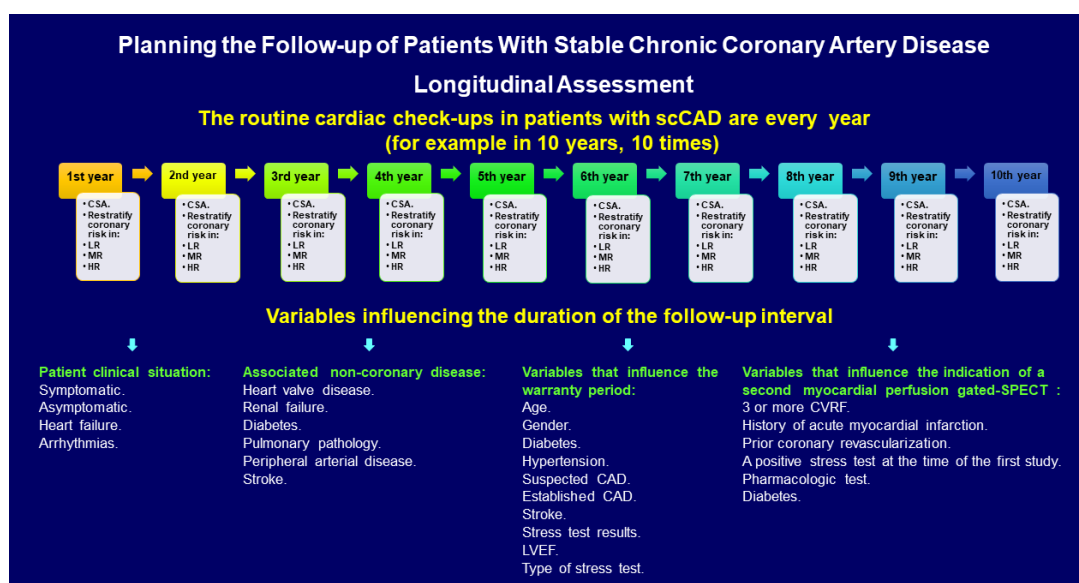 Planning the Follow-up of Patients With Stable Chronic Coronary Artery Disease
Longitudinal Assessment
The routine cardiac check-ups in patients with scCAD are every year
(for example in 10 years, 10 times)
1st year
• CSA.
• Restratify
coronary
risk in:
• LR
• MR
• HR
2nd year
• CSA.
• Restratify
coronary
risk in:
• LR
• MR
• HR
3rd year
• CSA.
• Restratify
coronary
risk in:
• LR
• MR
• HR
4th year
• CSA.
• Restratify
coronary
risk in:
• LR
• MR
• HR
5th year
• CSA.
• Restratify
coronary
risk in:
• LR
• MR
• HR
6th year
• CSA.
• Restratify
coronary
risk in:
• LR
• MR
• HR
7th year
• CSA.
• Restratify
coronary
risk in:
• LR
• MR
• HR
8th year
• CSA.
• Restratify
coronary
risk in:
• LR
• MR
• HR
9th year
• CSA.
• Restratify
coronary
risk in:
• LR
• MR
• HR
10th year
• CSA.
• Restratify
coronary
risk in:
• LR
• MR
• HR
Variables influencing the duration of the follow-up interval
Patient clinical situation:
Symptomatic.
Asymptomatic.
Heart failure.
Arrhythmias.
Associated non-coronary disease:
Heart valve disease.
Renal failure.
Diabetes.
Pulmonary pathology.
Peripheral arterial disease.
Stroke.
Variables that influence the
warranty period:
Age.
Gender.
Diabetes.
Hypertension.
Suspected CAD.
Established CAD.
Stroke.
Stress test results.
LVEF.
Type of stress test.
Variables that influence the indication of a
second myocardial perfusion gated-SPECT :
3 or more CVRF.
History of acute myocardial infarction.
Prior coronary revascularization.
A positive stress test at the time of the first study.
Pharmacologic test.
Diabetes.